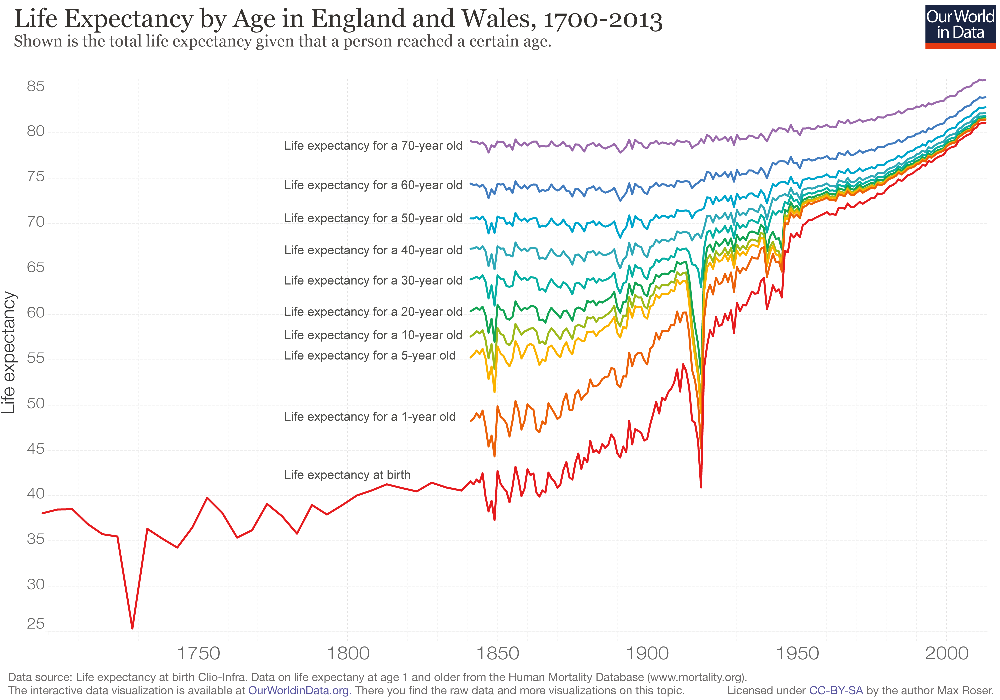 Life Expectancy by Age in England and Wales, 1700-2013
Shown is the total life expectancy given that a person reached a certain age.
Our World
in Data
Life expectancy
85
80
75
70
65
60
55
50
45
40
35
30
25
Life expectancy for a 70-year old
Life expectancy for a 60-year old
Life expectancy for a 50-year old
Life expectancy for a 40-year old
Life expectancy for a 30-year old
Life expectancy for a 20-year old
Life expectancy for a 10-year old
Life expectancy for a 5-year old
Life expectancy for a 1-year old
Life expectancy at birth
1750 1800 1850 1900 1950 2000
Data source: Life expectancy at birth Clio-Infra. Data on life expectany at age 1 and older from the Human Mortality Database (www.mortality.org).
The interactive data visualization is available at OurWorldinData.org. There you find the raw data and more visualizations on this topic.
Licensed under CC-BY-SA by the author Max Roser.